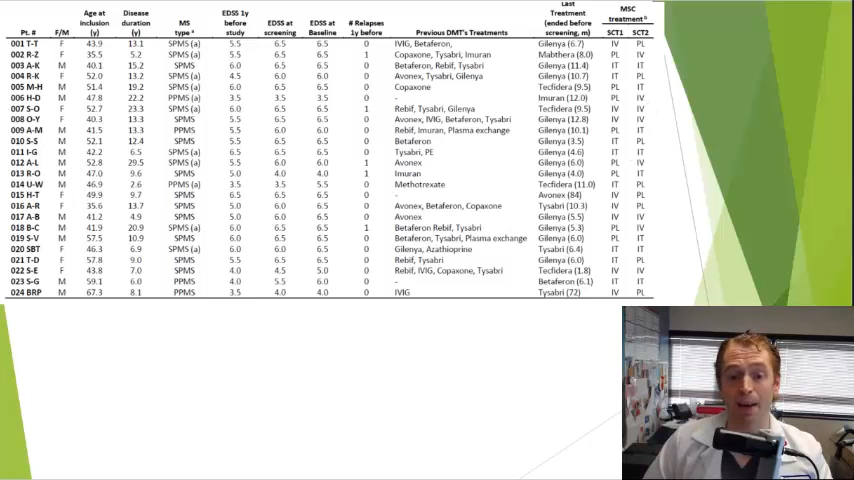 Age at Disease EDSS 1y Last MSC
inclusion duration MS before EDSS at EDSS at # Relapses Treatment treatment b
Pt. # F/M (y) (y) type a study screening Baseline 1y before Previous DMT's Treatments (ended before screening, m) SCT1 SCT2
001 T-T F 43.9 13.1 SPMS (a) 5.5 6.5 6.5 0 IVIG, Betaferon, Gilenya (6.7) IV PL
002 R-Z F 35.5 5.2 SPMS (a) 5.5 6.5 6.5 1 Copaxone, Tysabri, Imuran Mabthera (8.0) PL IV
003 A-K M 40.1 15.2 SPMS 6.0 6.5 6.5 0 Betaferon, Rebif, Tysabri Gilenya (11.4) IT IT
004 R-K F 52.0 13.2 SPMS (a) 4.5 6.0 6.0 0 Avonex, Tysabri, Gilenya Gilenya (10.7) IT IT
005 M-H M 51.4 19.2 SPMS (a) 6.0 6.5 6.5 0 Copaxone Tecfidera (9.5) PL IT
006 H-D M 47.8 22.2 PPMS (a) 3.5 3.5 3.5 0 - Imuran (12.0) PL IT
007 S-O F 52.7 23.3 SPMS (a) 6.0 6.5 6.5 1 Rebif, Tysabri, Gilenya Tecfidera (9.5) IV IV
008 O-Y F 40.3 13.3 SPMS 5.5 6.5 6.5 0 Avonex, IVIG, Betaferon, Tysabri Gilenya (12.8) IV IV
009 A-M M 41.5 13.3 PPMS 5.5 6.0 6.0 0 Rebif, Imuran, Plasma exchange Gilenya (10.1) PL IT
010 S-S M 52.1 12.4 SPMS 5.5 6.5 6.5 0 Betaferon Gilenya (3.5) IT PL
011 I-G M 42.2 6.5 SPMS (a) 6.5 6.5 6.5 0 Tysabri, PE Gilenya (4.6) IT IT
012 A-L M 52.8 29.5 SPMS (a) 5.5 6.0 6.0 1 Avonex Gilenya (6.0) PL IV
013 R-O M 47.0 9.6 SPMS 5.0 4.0 4.0 1 Imuran Gilenya (4.0) PL IT
014 U-W F 46.9 2.6 PPMS (a) 3.5 3.5 5.5 0 Methotrexate Tecfidera (11.0) IT PL
015 H-T F 49.9 9.7 SPMS 6.5 6.5 6.5 0 - Avonex (84) IV PL
016 A-R F 35.6 13.7 SPMS 5.0 6.0 6.5 0 Avonex, Betaferon, Copaxone Tysabri (10.3) IV PL
017 A-B M 41.2 4.9 SPMS 5.0 6.0 6.5 0 Avonex Gilenya (5.5) IV IV
018 B-C M 41.9 20.9 SPMS (a) 6.0 6.5 6.5 1 Betaferon Rebif, Tysabri Gilenya (5.3) PL IV
019 S-V M 57.5 10.9 SPMS 6.0 6.5 6.5 0 Betaferon, Tysabri, Plasma exchange Gilenya (6.0) PL IT
020 SBT F 46.3 6.9 SPMS (a) 6.0 6.0 6.5 0 Gilenya, Azathioprine Tysabri (6.4) IT IT
021 T-D F 57.8 9.0 SPMS 6.5 6.5 6.5 0 Rebif, Tysabri Gilenya (6.0) IT PL
022 S-E F 43.8 7.0 SPMS 4.0 4.5 5.0 0 Rebif, IVIG, Copaxone, Tysabri Tecfidera (1.8) IV IV
023 S-G M 59.1 6.0 PPMS 4.0 5.5 6.0 0 - Betaferon (6.1) IT IT
024 BRP M 67.3 8.1 PPMS 3.5 4.0 4.0 0 IVIG Tysabri (72) IV PL